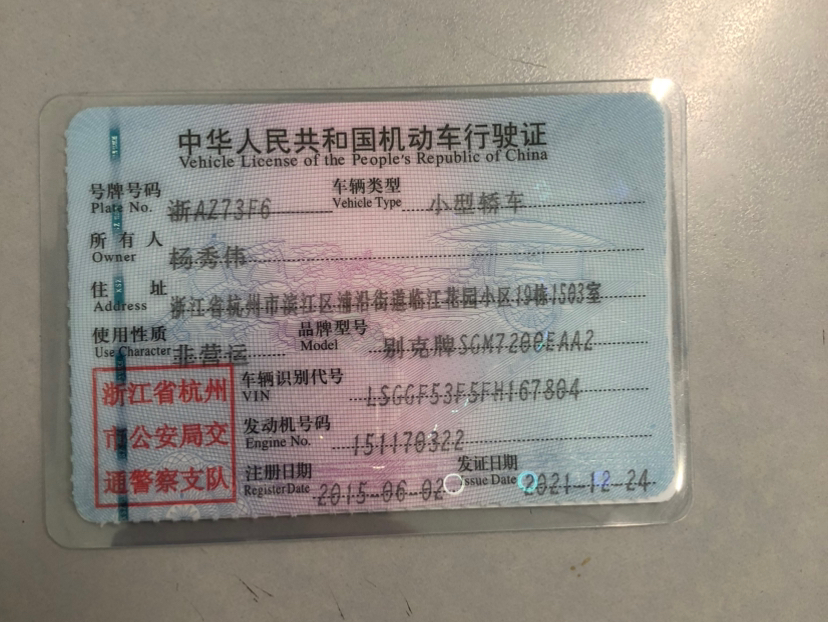 中华人民共和国机动车行驶证
Vehicle License of the People's Republic of China
号牌号码 浙AZ73F6 车辆类型 小型轿车
Plate No. Vehicle Type
所有人 杨秀伟
Owner
住址 浙江省杭州市滨江区浦沿街道临江花园小区19栋1503室
Address
使用性质 非营运 品牌型号 别克牌SGM7200EAA2
Use Character Model
浙江省杭州
市公安局交
通警察支队
车辆识别代号 LSGGF53F5FH167804
VIN
发动机号码 151170322
Engine No.
注册日期 2015-06-02 发证日期 2021-12-24
Register Date Issue Date